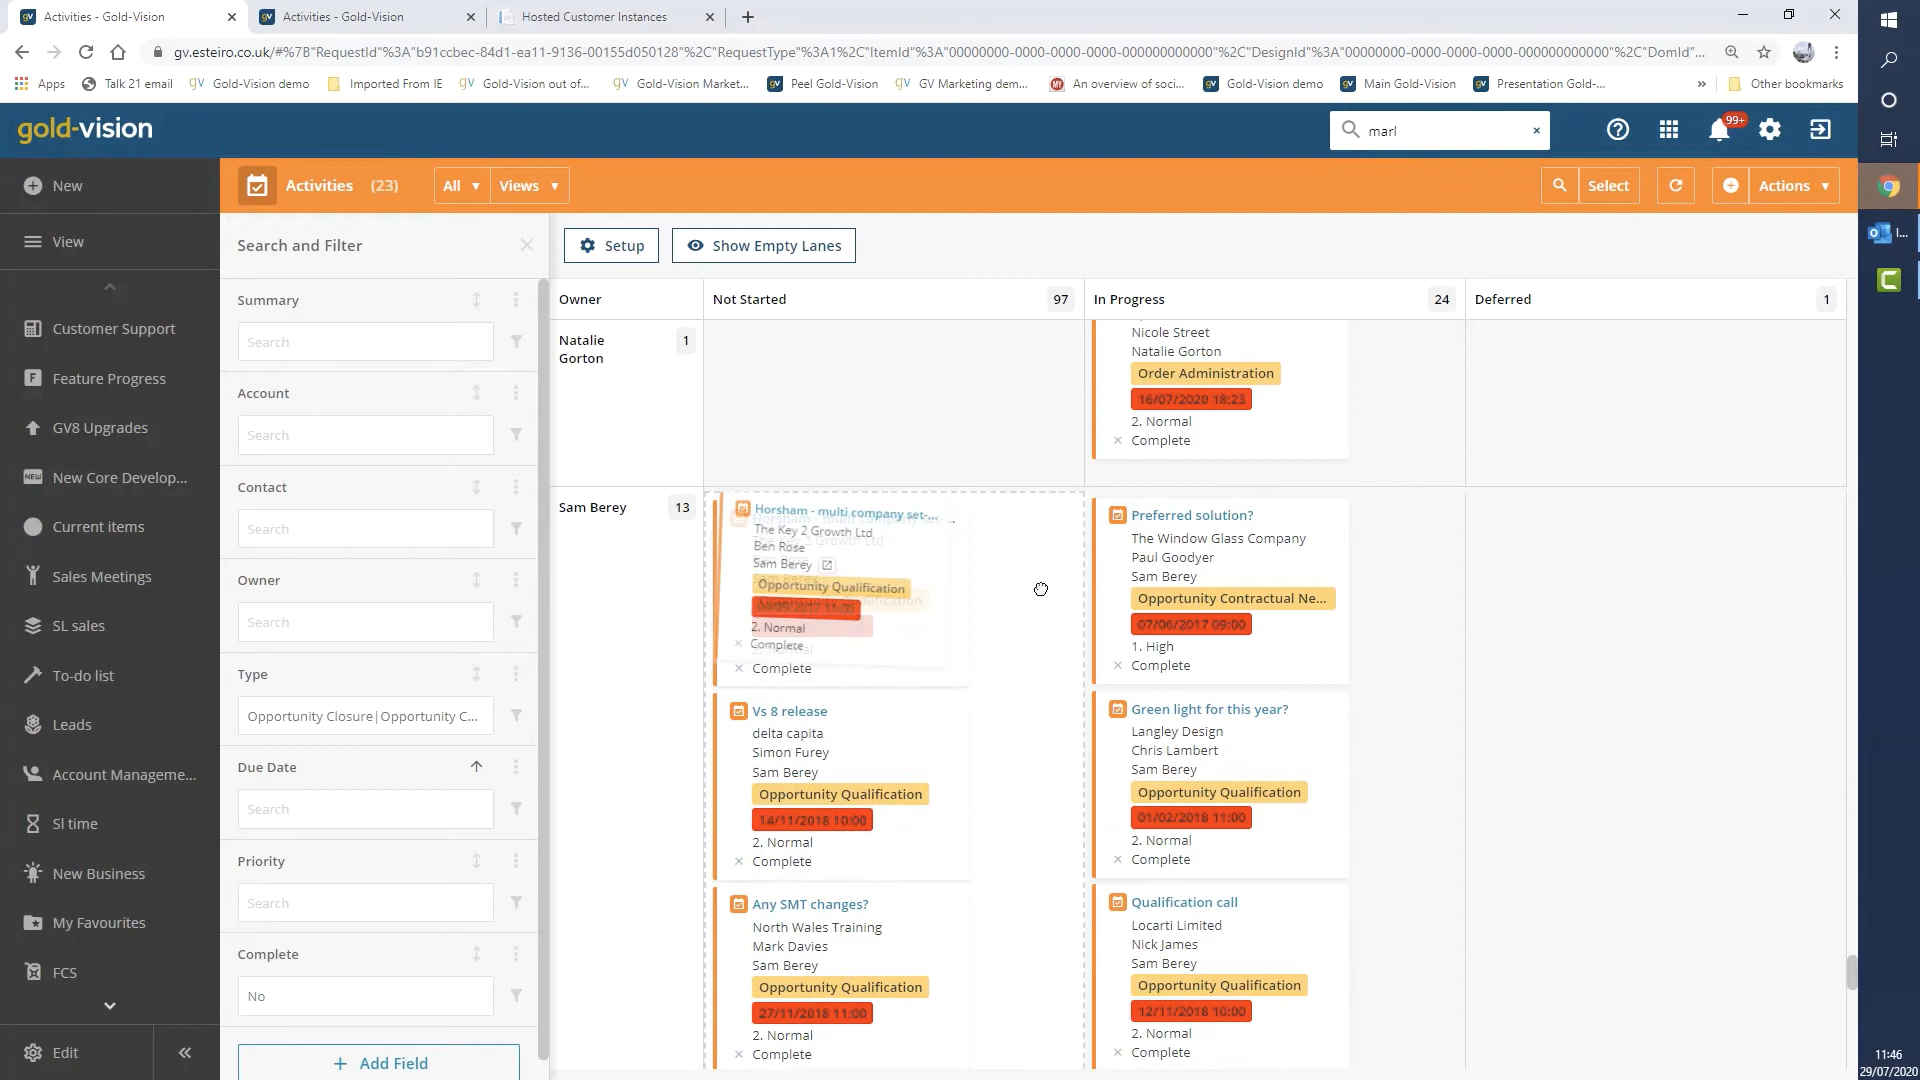 Activities - Gold-Vision
Activities - Gold-Vision
Hosted Customer Instances
gv.esteiro.co.uk/#%7B"RequestId"%3A"b91ccbec-84d1-ea11-9136-00155d050128"%2C"RequestType"%3A1%2C"ItemId"%3A"00000000-0000-0000-0000-000000000000"%2C"DesignId"%3A"00000000-0000-0000-0000-000000000000"%2C"DomId"...
Apps
Talk 21 email
Gold-Vision demo
Imported From IE
Gold-Vision out of...
Gold-Vision Market...
Peel Gold-Vision
GV Marketing dem...
An overview of soci...
Gold-Vision demo
Main Gold-Vision
Presentation Gold-...
»
Other bookmarks
gold-vision
marl
99+
New
Activities (23)
All
Views
Select
Actions
View
Customer Support
Feature Progress
GV8 Upgrades
New Core Develop...
Current items
Sales Meetings
SL sales
To-do list
Leads
Account Manageme...
Sl time
New Business
My Favourites
FCS
Edit
Search and Filter
Summary
Search
Account
Search
Contact
Search
Owner
Search
Type
Opportunity Closure|Opportunity C...
Due Date
Search
Priority
Search
Complete
No
+ Add Field
Setup
Show Empty Lanes
Owner
Not Started 97
In Progress 24
Deferred 1
Natalie Gorton 1
Nicole Street
Natalie Gorton
Order Administration
16/07/2020 18:23
2. Normal
Complete
Sam Berey 13
Horsham - multi company set-...
The Key 2 Growth Ltd
Ben Rose
Sam Berey
Opportunity Qualification
2. Normal
Complete
Complete
Vs 8 release
delta capita
Simon Furey
Sam Berey
Opportunity Qualification
14/11/2018 10:00
2. Normal
Complete
Any SMT changes?
North Wales Training
Mark Davies
Sam Berey
Opportunity Qualification
27/11/2018 11:00
2. Normal
Complete
Preferred solution?
The Window Glass Company
Paul Goodyer
Sam Berey
Opportunity Contractual Ne...
07/06/2017 09:00
1. High
Complete
Green light for this year?
Langley Design
Chris Lambert
Sam Berey
Opportunity Qualification
01/02/2018 11:00
2. Normal
Complete
Qualification call
Locarti Limited
Nick James
Sam Berey
Opportunity Qualification
12/11/2018 10:00
2. Normal
Complete
I...
11:46
29/07/2020